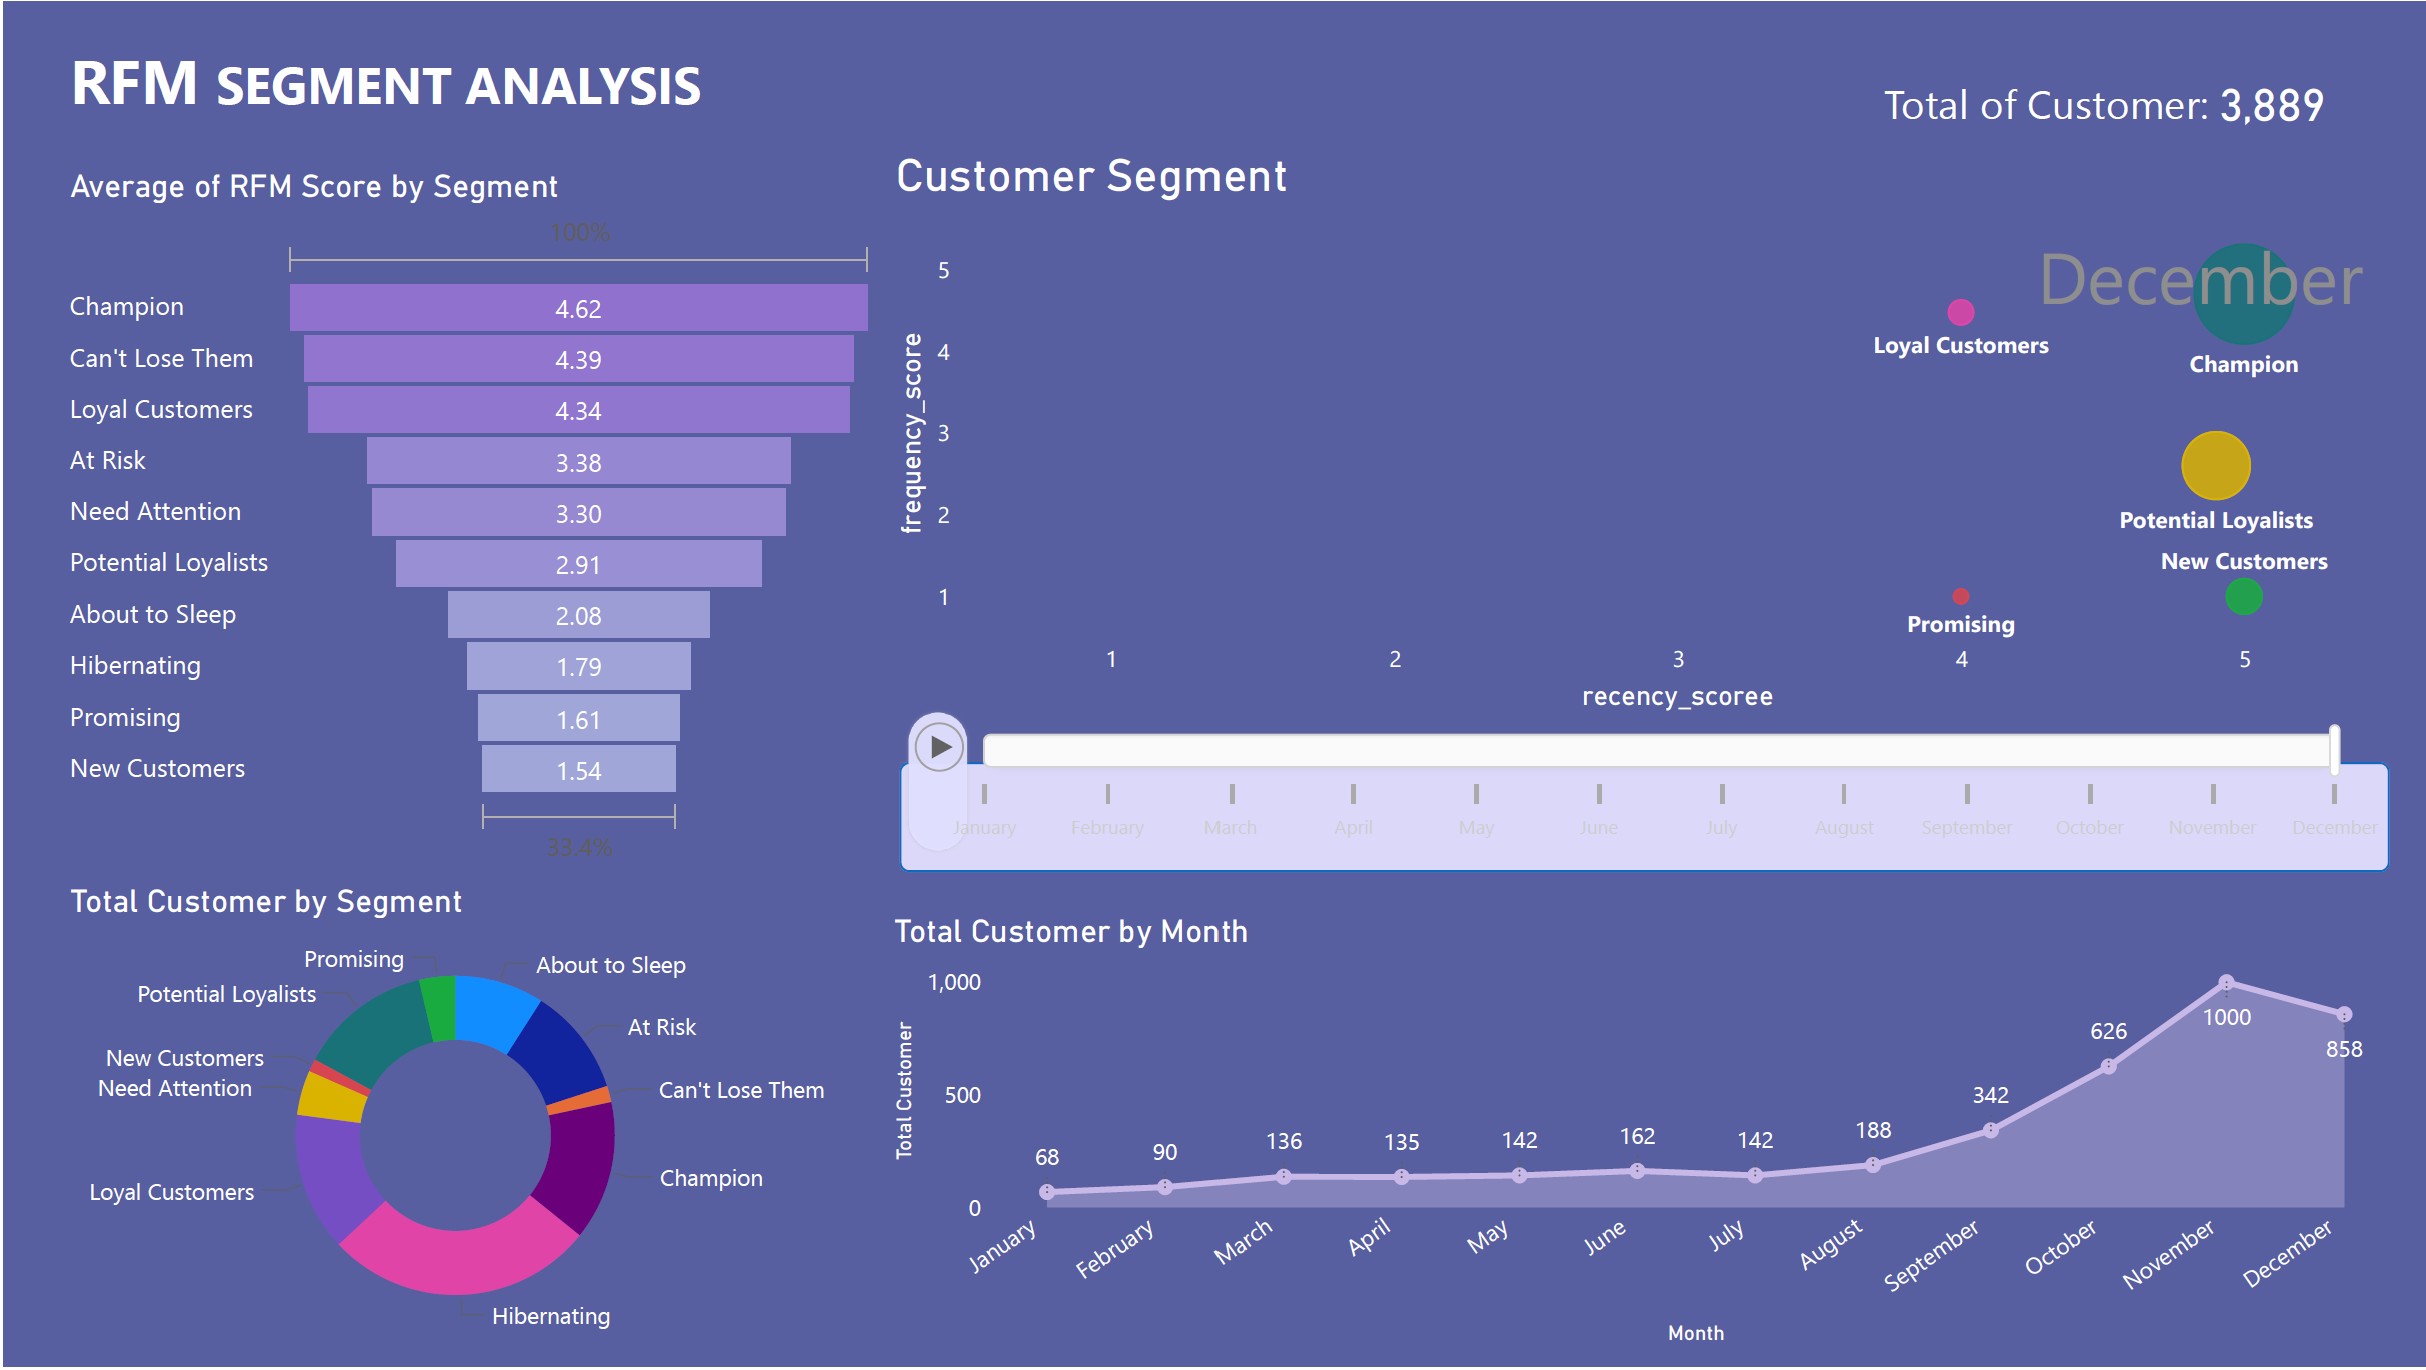 RFM SEGMENT ANALYSIS
Total of Customer: 3,889
Average of RFM Score by Segment
100%
Champion 4.62
Can't Lose Them 4.39
Loyal Customers 4.34
At Risk 3.38
Need Attention 3.30
Potential Loyalists 2.91
About to Sleep 2.08
Hibernating 1.79
Promising 1.61
New Customers 1.54
33.4%
Customer Segment
December
frequency_score
5
4
3
2
1
Loyal Customers
Champion
Potential Loyalists
New Customers
Promising
1 2 3 4 5
recency_scoree
January February March April May June July August September October November December
Total Customer by Segment
Promising
About to Sleep
Potential Loyalists
At Risk
New Customers
Need Attention
Can't Lose Them
Champion
Loyal Customers
Hibernating
Total Customer by Month
Total Customer
1,000
500
0
68 90 136 135 142 162 142 188 342 626 1000 858
January February March April May June July August September October November December
Month